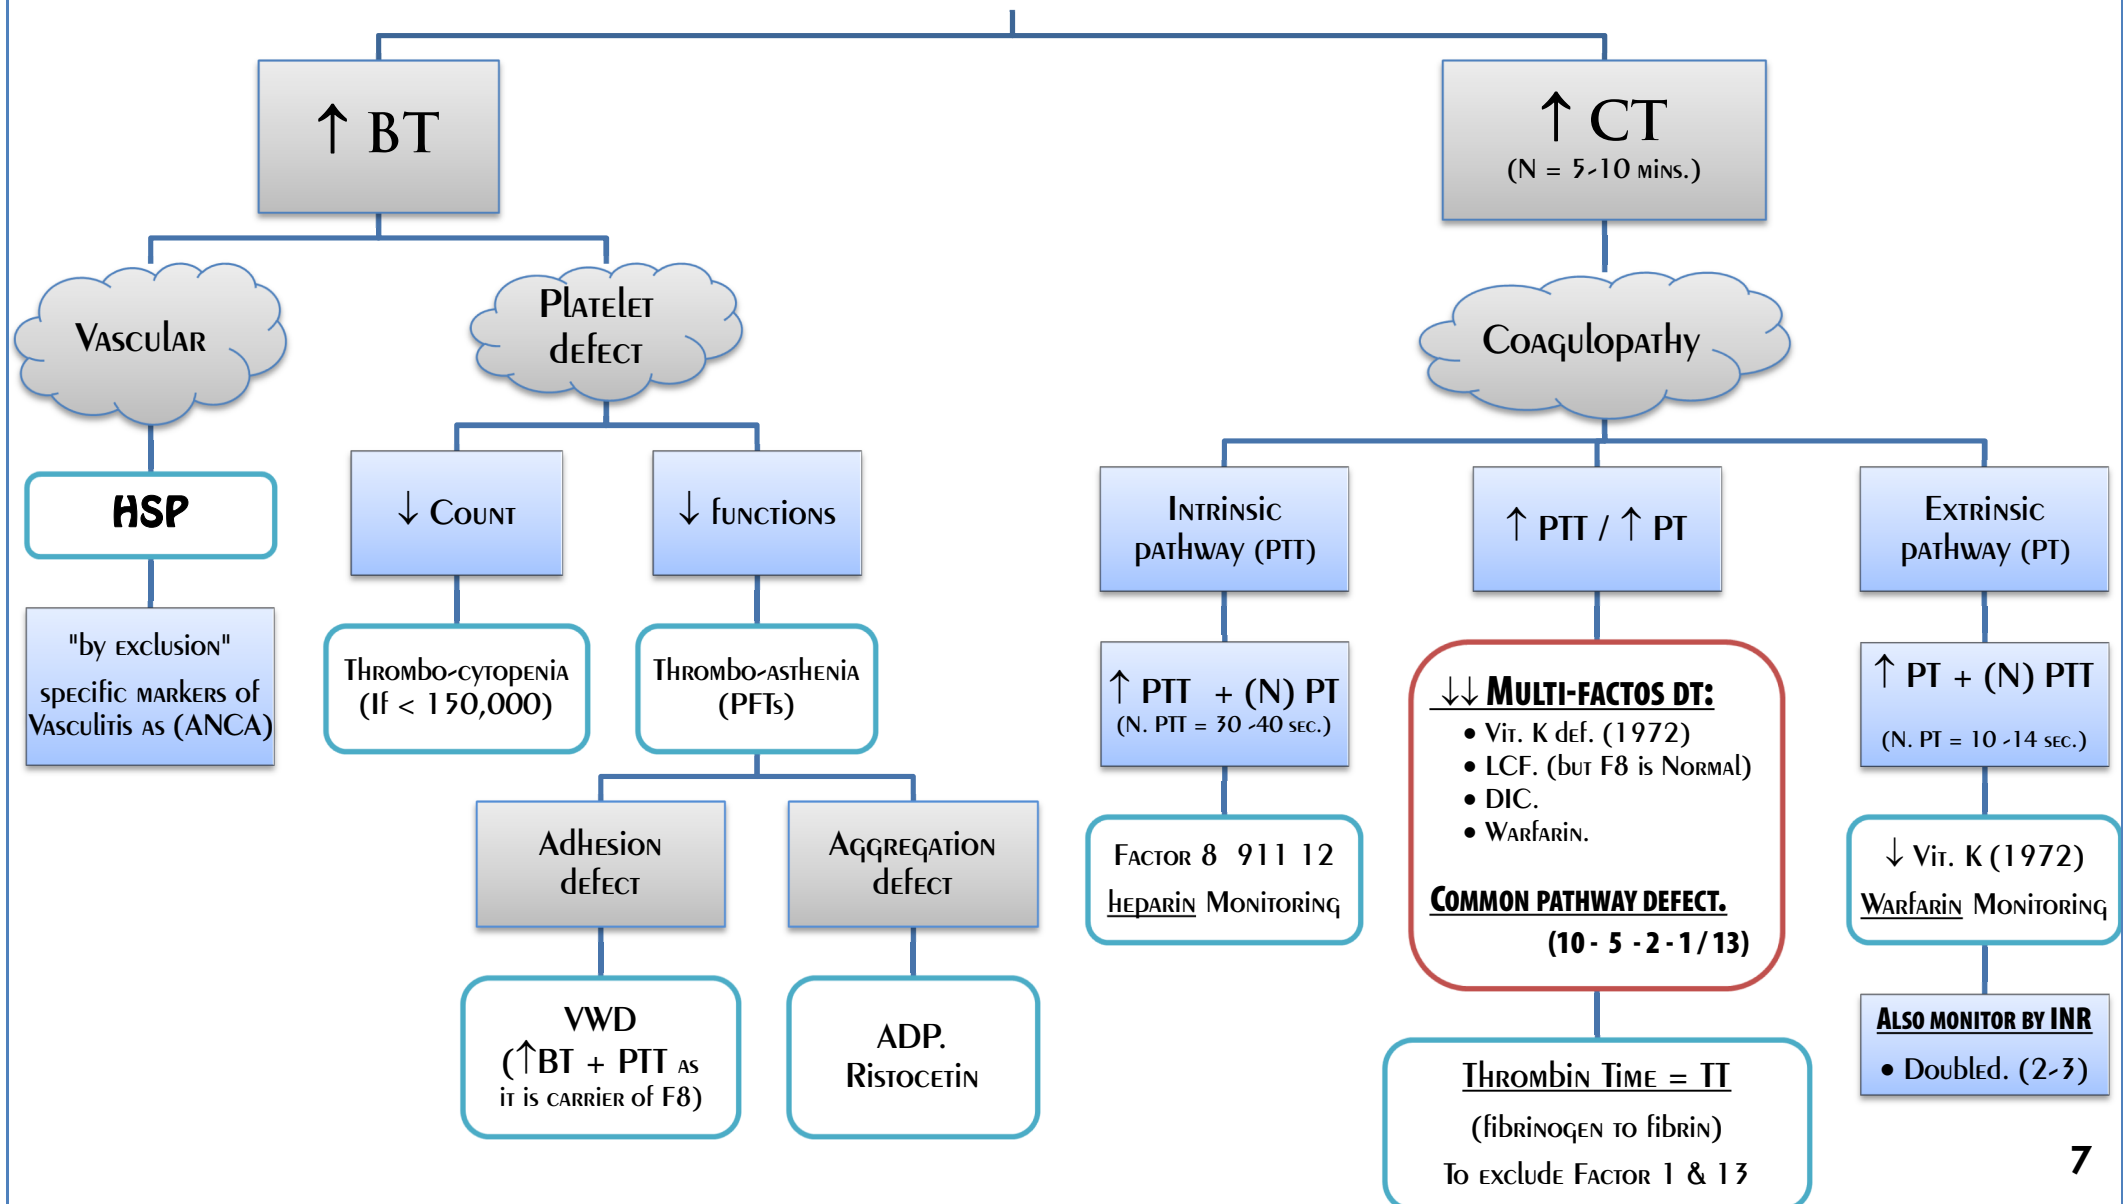 ↑ BT
↑ CT
(N = 5-10 mins.)
Vascular
Platelet
defect
Coagulopathy
HSP
↓ Count
↓ functions
Intrinsic
pathway (PTT)
↑ PTT / ↑ PT
Extrinsic
pathway (PT)
"by exclusion"
specific markers of
Vasculitis as (ANCA)
Thrombo-cytopenia
(If < 150,000)
Thrombo-asthenia
(PFTs)
↑ PTT + (N) PT
(N. PTT = 30 -40 sec.)
↓↓ Multi-factos dt:
• Vit. K def. (1972)
• LCF. (but F8 is Normal)
• DIC.
• Warfarin.
Common pathway defect.
(10 - 5 - 2 - 1 / 13)
↑ PT + (N) PTT
(N. PT = 10 -14 sec.)
Adhesion
defect
Aggregation
defect
Factor 8 911 12
heparin Monitoring
↓ Vit. K (1972)
Warfarin Monitoring
VWD
(↑BT + PTT as
it is carrier of F8)
ADP.
Ristocetin
Thrombin Time = TT
(fibrinogen to fibrin)
To exclude Factor 1 & 13
Also monitor by INR
• Doubled. (2-3)
7